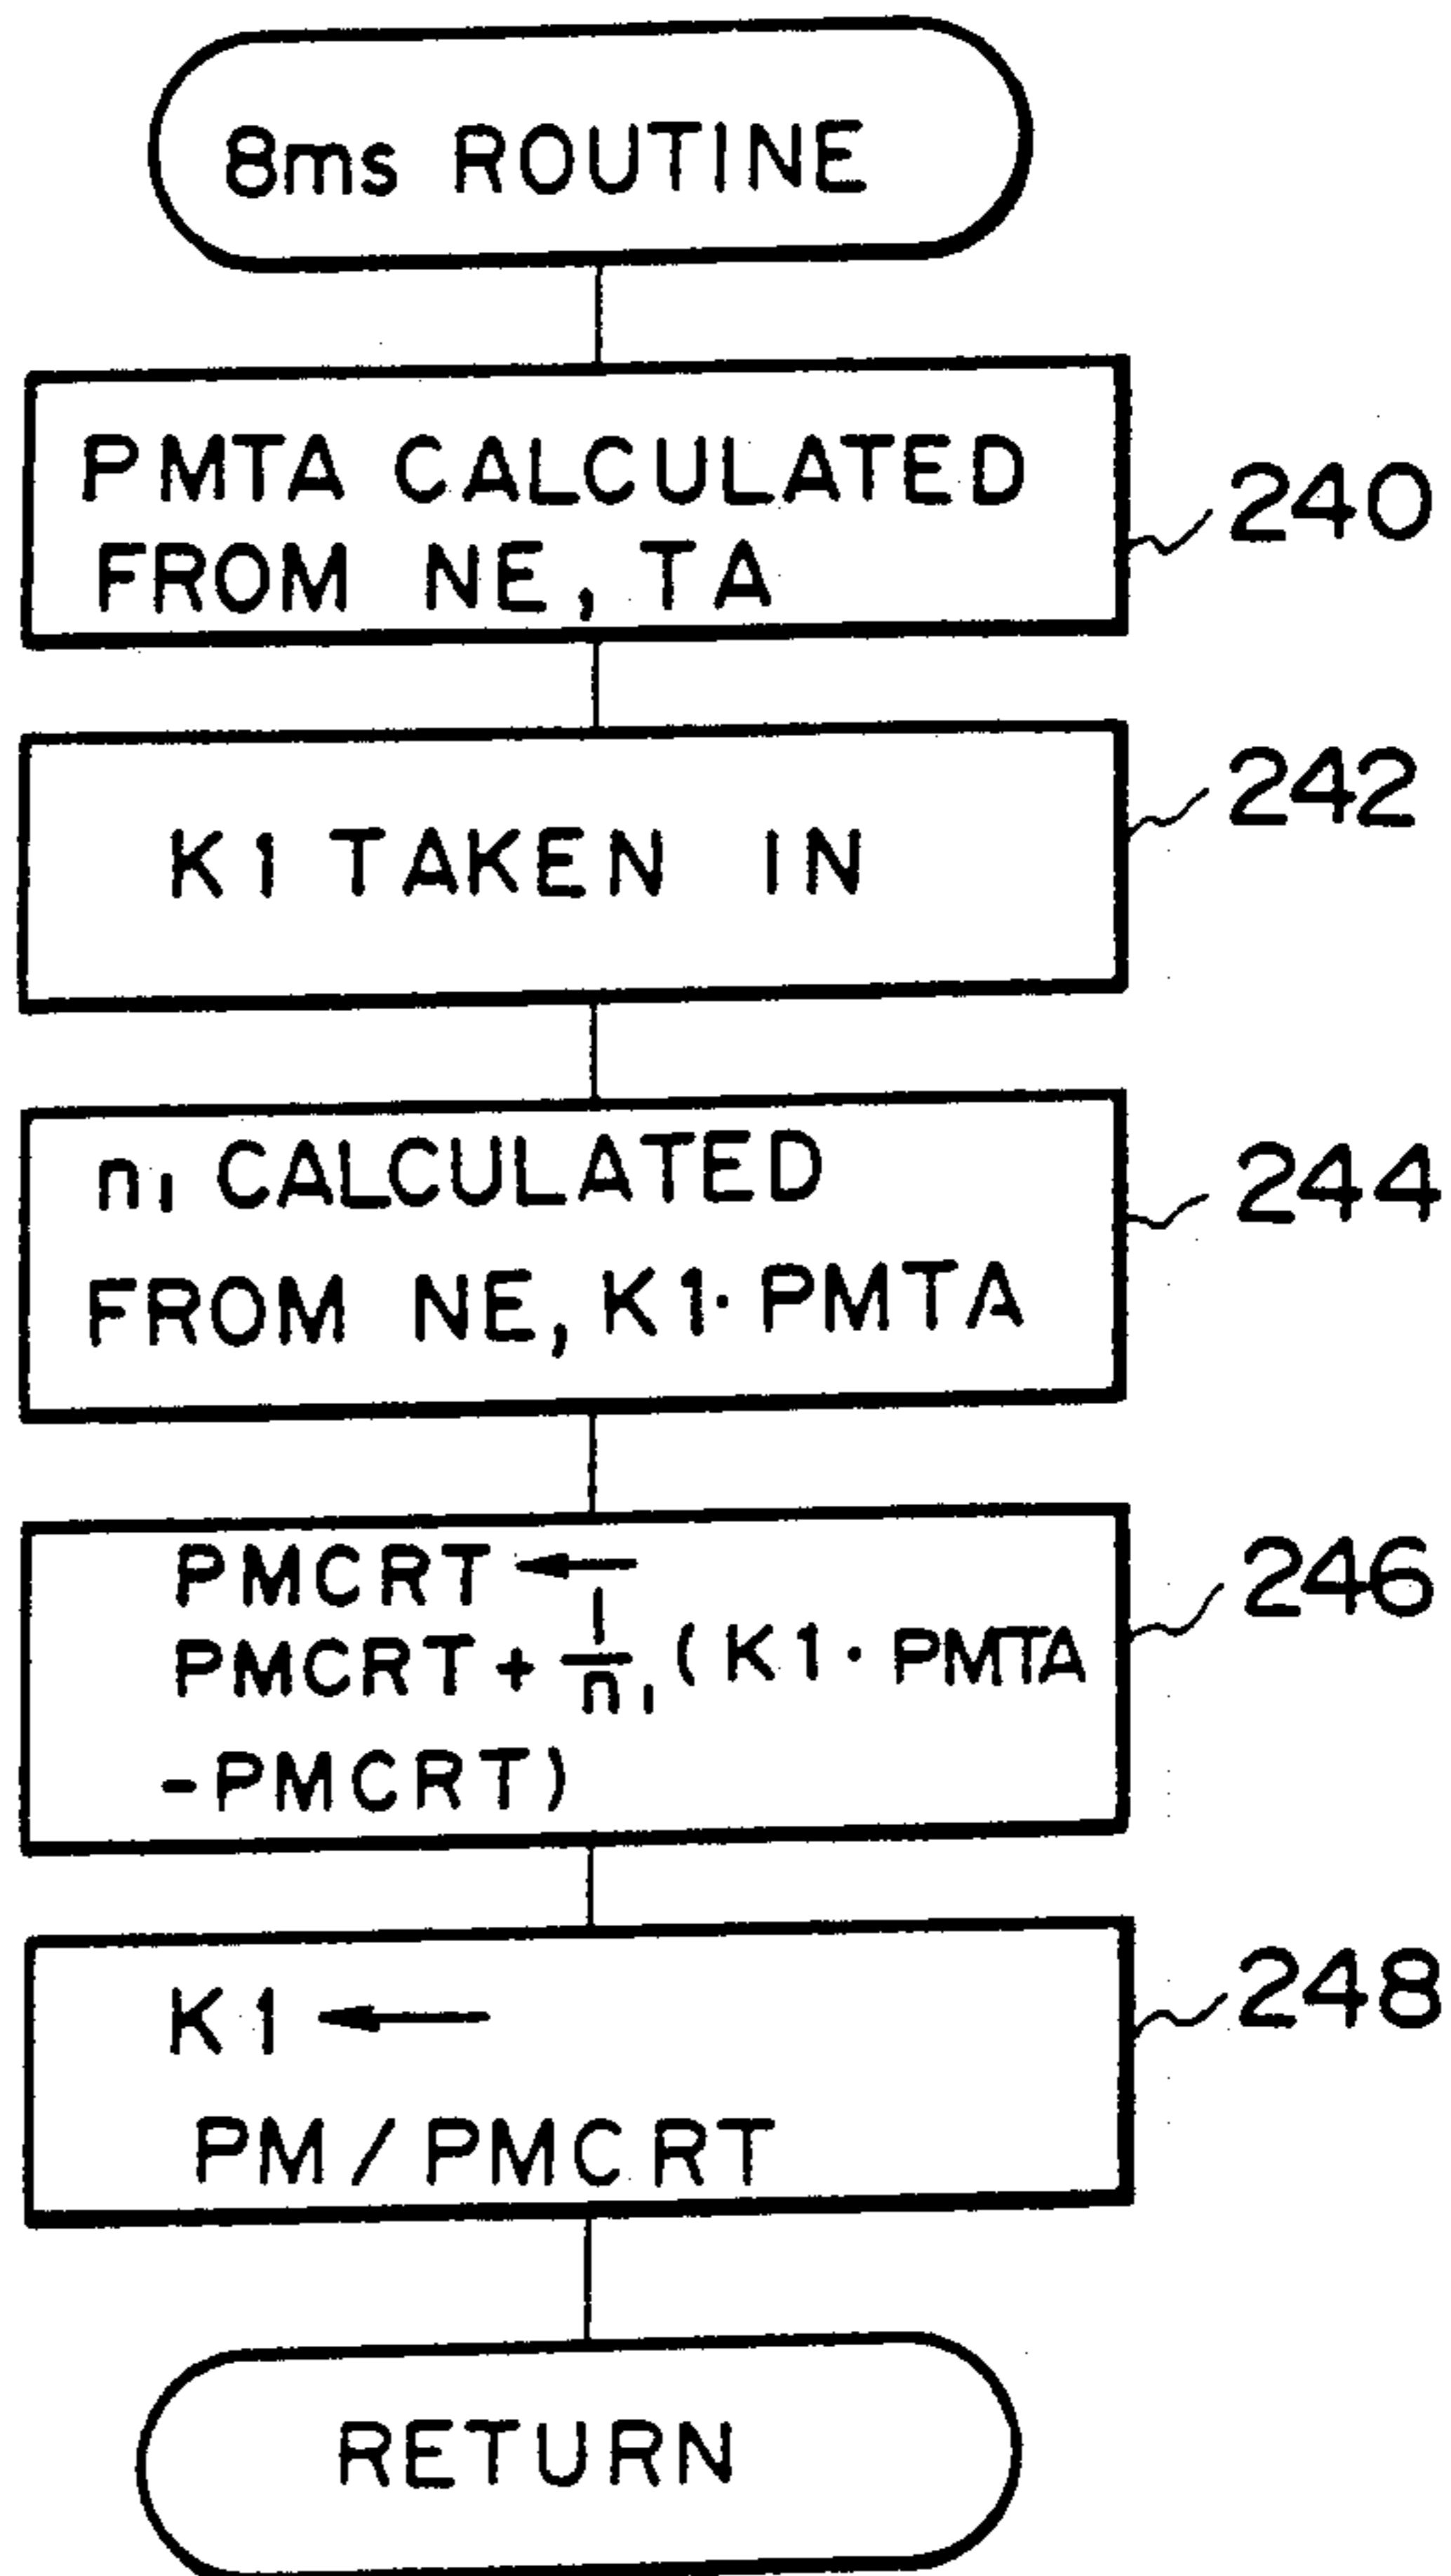 8ms ROUTINE
PMTA CALCULATED
FROM NE, TA
240
K1 TAKEN IN
242
n₁ CALCULATED
FROM NE, K1· PMTA
244
PMCRT ←
PMCRT + 1/n₁ (K1· PMTA
-PMCRT)
246
K1 ←
PM/PMCRT
248
RETURN